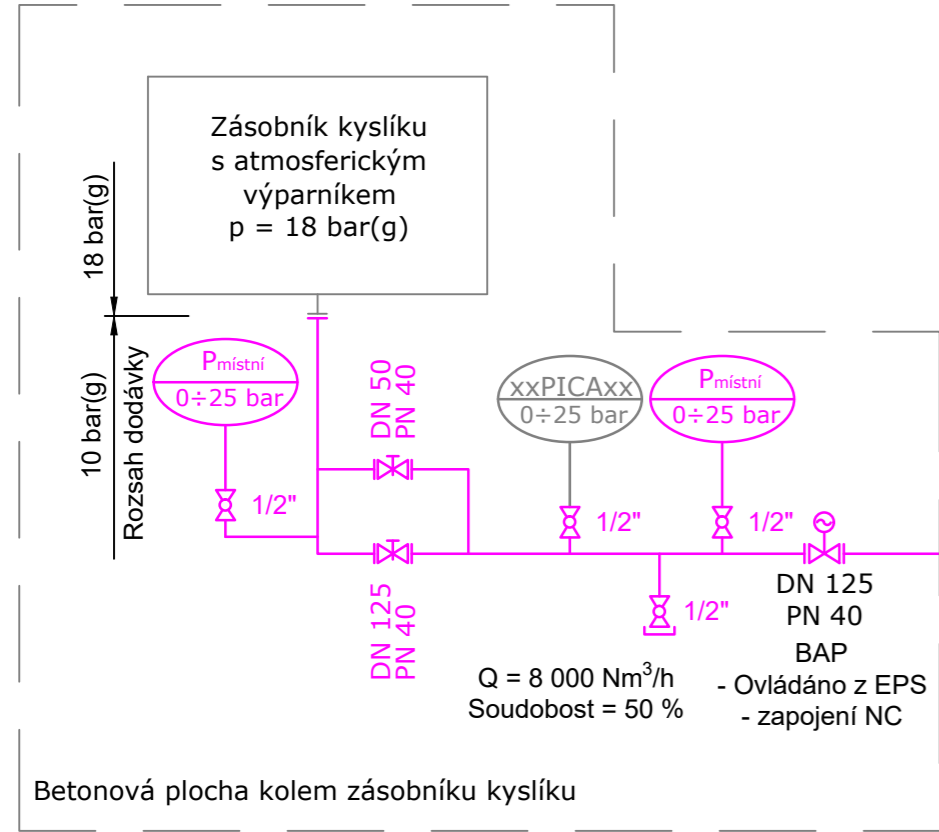 Zásobník kyslíku
s atmosferickým
výparníkem
p = 18 bar(g)
18 bar(g)
10 bar(g)
Rozsah dodávky
Pmístní
0÷25 bar
1/2"
DN 50
PN 40
DN 125
PN 40
xxPICAxx
0÷25 bar
1/2"
Pmístní
0÷25 bar
1/2"
1/2"
DN 125
PN 40
BAP
- Ovládáno z EPS
- zapojení NC
Q = 8 000 Nm³/h
Soudobost = 50 %
Betonová plocha kolem zásobníku kyslíku